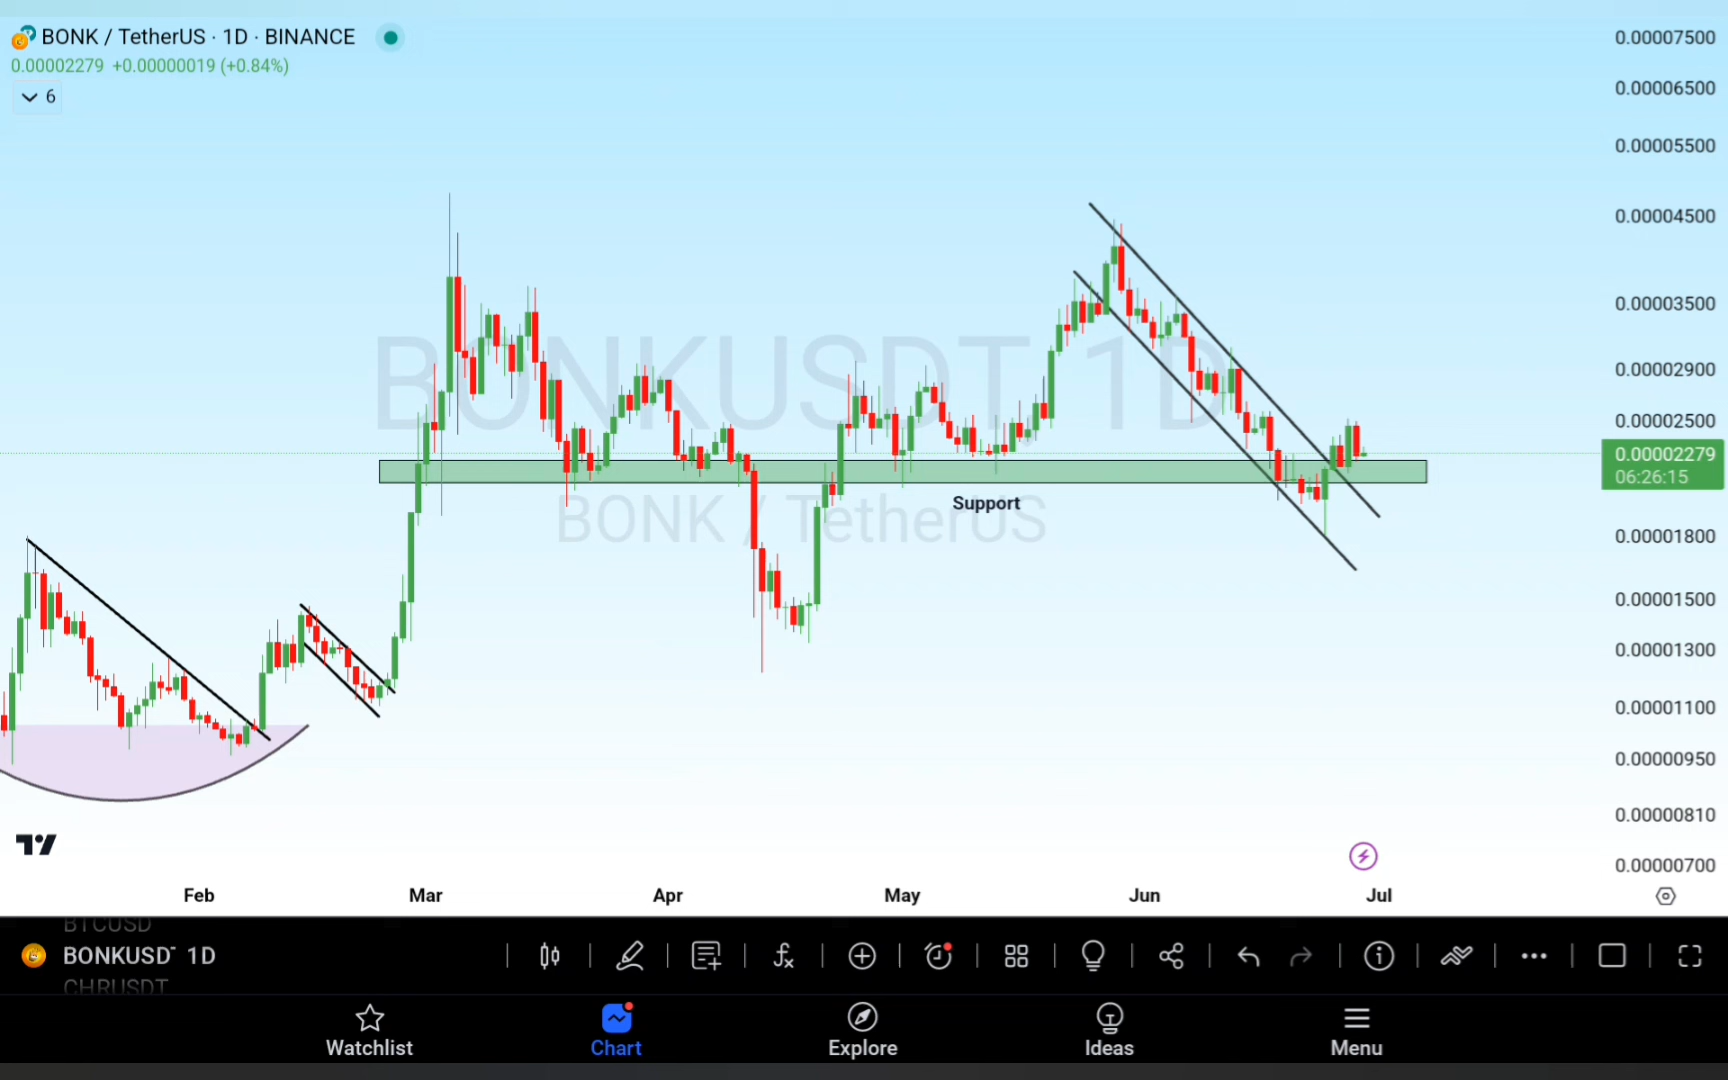 BONK / TetherUS · 1D · BINANCE
0.00002279 +0.00000019 (+0.84%)
6
0.00007500
0.00006500
0.00005500
0.00004500
0.00003500
0.00002900
0.00002500
0.00002279
06:26:15
0.00001800
0.00001500
0.00001300
0.00001100
0.00000950
0.00000810
0.00000700
BONKUSDT, 1D
BONK / TetherUS
Support
Feb Mar Apr May Jun Jul
BTCUSD
BONKUSDT 1D
CHRUSDT
Watchlist Chart Explore Ideas Menu